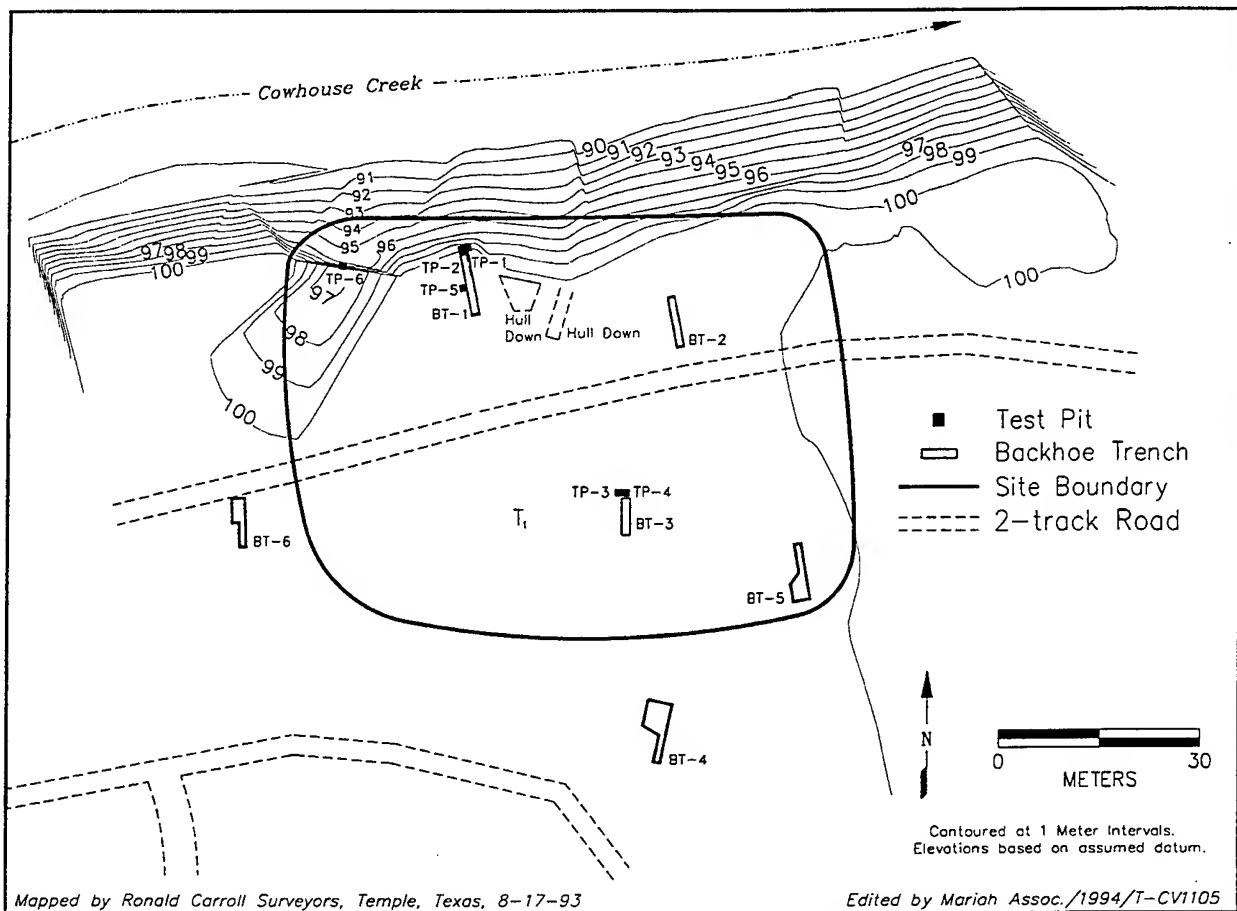 Cowhouse Creek
90 91 92 93 94 95 96
97 98 99
100
100
91
92
93
94
95 96
97 98 99
100
TP-6
97
98
99
100
TP-2 TP-1
TP-5
BT-1
Hull
Down
Hull Down
BT-2
Test Pit
Backhoe Trench
Site Boundary
2-track Road
TP-3 TP-4
BT-3
T₁
BT-6
BT-5
BT-4
N
0 30
METERS
Contoured at 1 Meter Intervals.
Elevations based on assumed datum.
Mapped by Ronald Carroll Surveyors, Temple, Texas, 8-17-93
Edited by Mariah Assoc./1994/T-CV1105